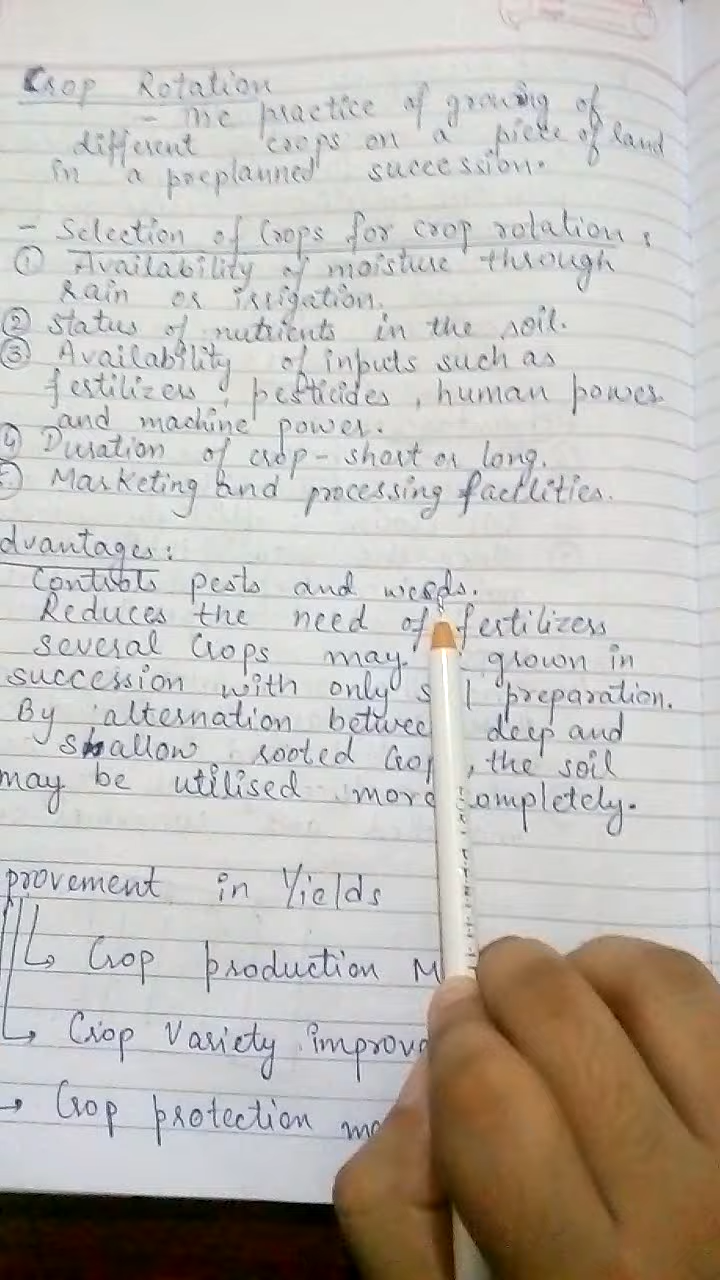 Crop Rotation
- The practice of growing of
different crops on a piece of land
in a preplanned succession.
- Selection of Crops for crop rotation:
① Availability of moisture through
rain or irrigation.
② Status of nutrients in the soil.
③ Availability of inputs such as
fertilizers, pesticides, human power
and machine power.
④ Duration of crop - short or long.
Marketing and processing facilities.
dvantages:
Controls pests and weeds.
Reduces the need of fertilizers
several Crops may grown in
succession with only preparation.
By alternation betwee deep and
shallow rooted Crop, the soil
may be utilised more completely.
provement in Yields
↳ Crop production M
↳ Crop Variety improv
→ Crop protection ma